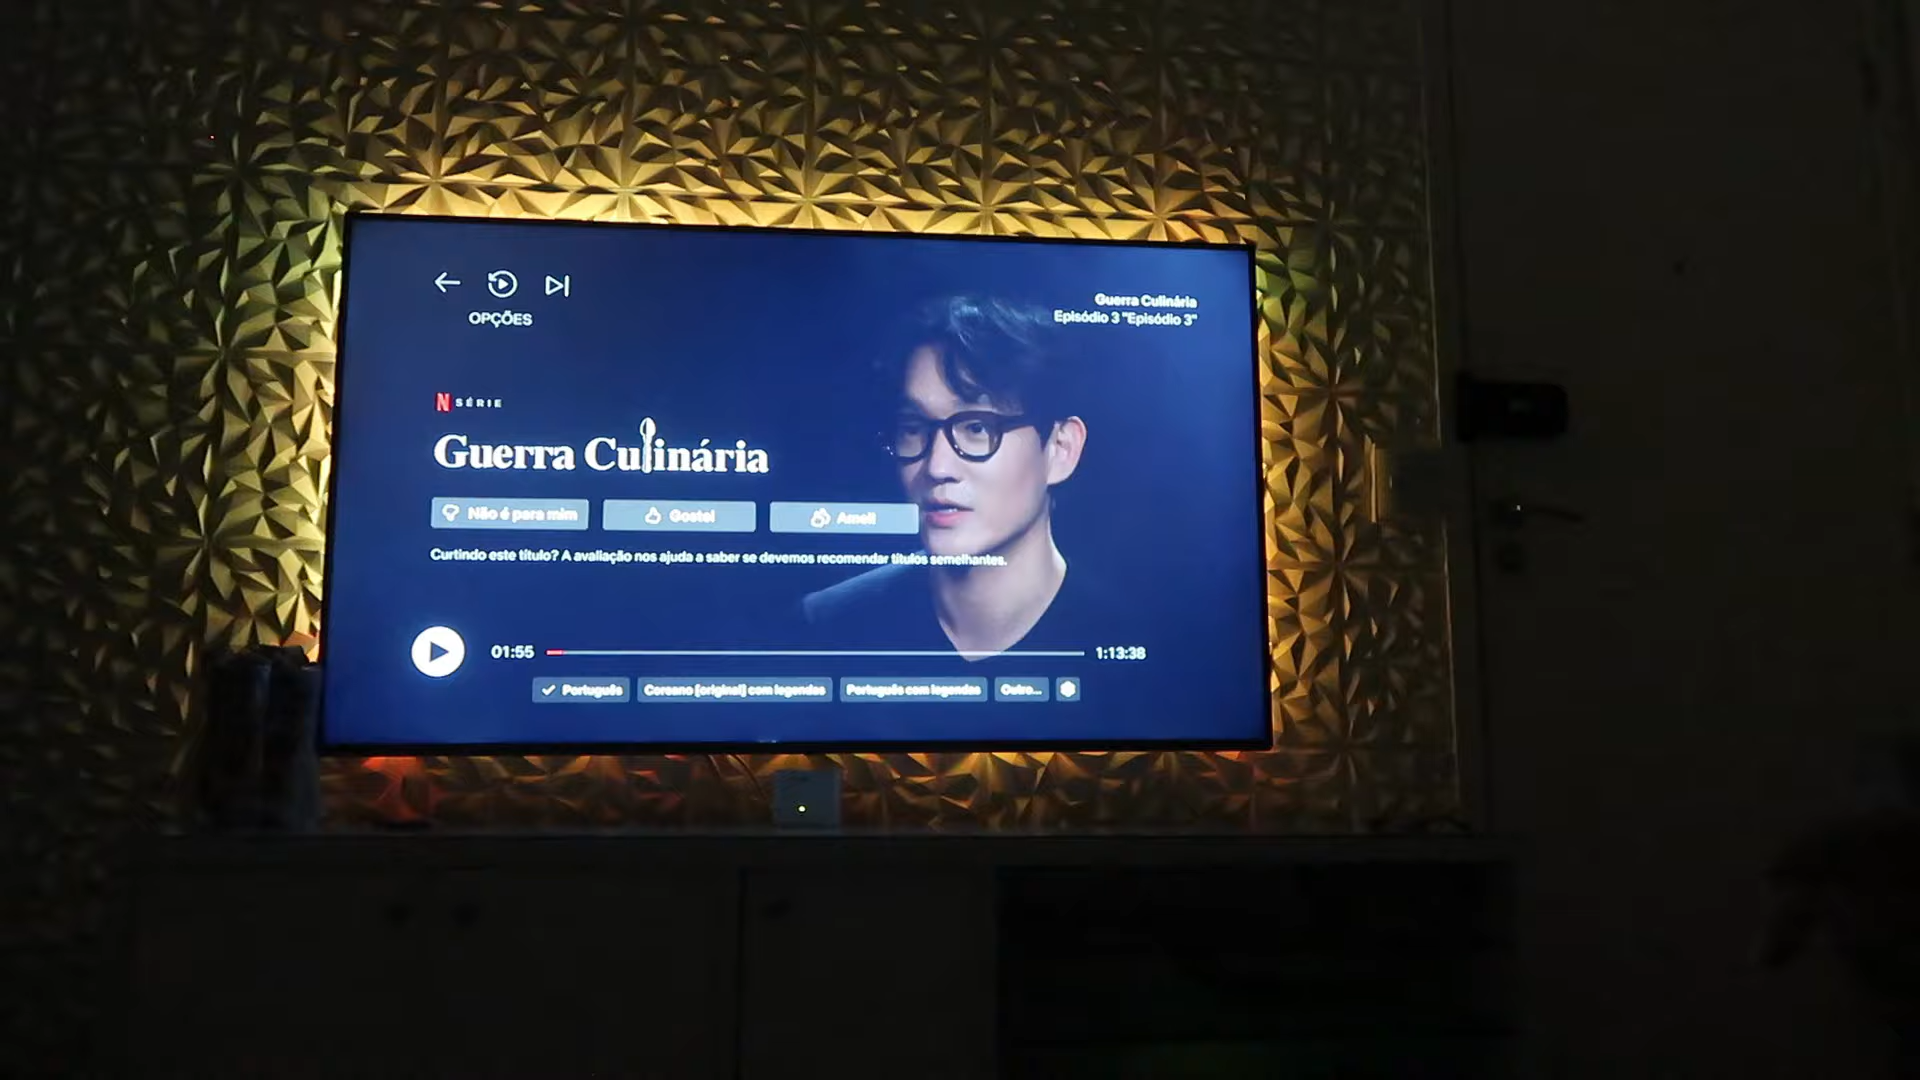 OPÇÕES
Guerra Culinária
Episódio 3 "Episódio 3"
N SÉRIE
Guerra Culinária
Não é para mim
Gostei
Amei!
Curtindo este título? A avaliação nos ajuda a saber se devemos recomendar títulos semelhantes.
01:55
1:13:38
Português
Coreano [original] com legendas
Português com legendas
Outro...